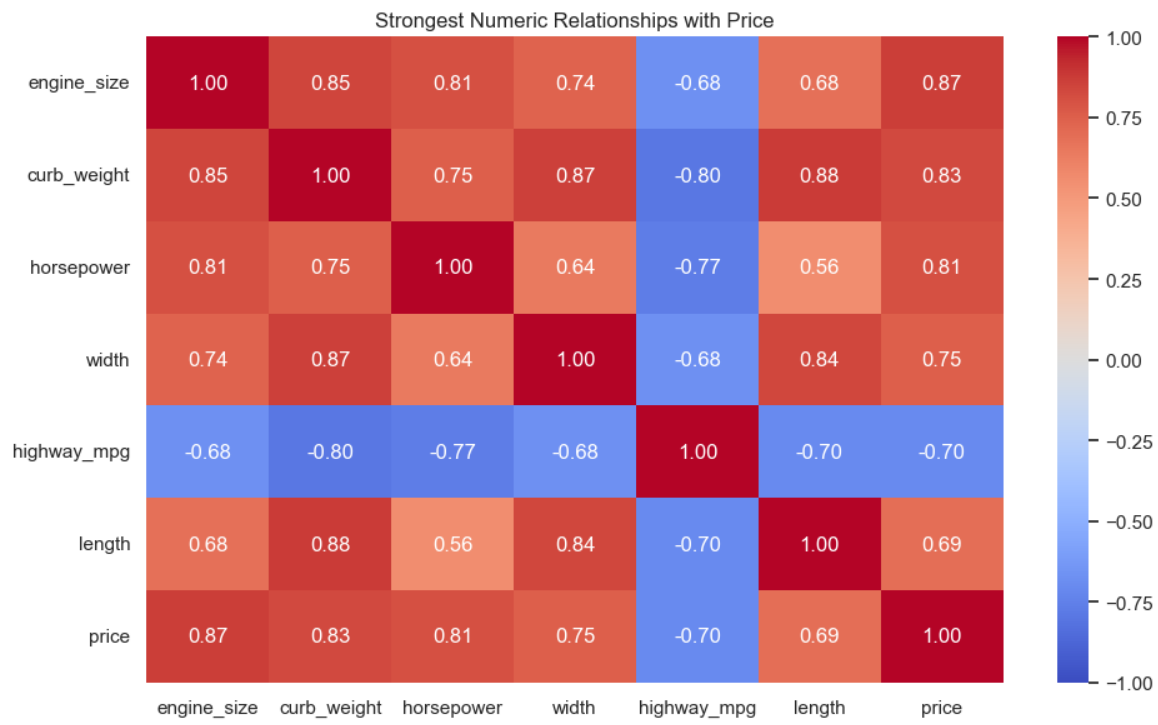 Strongest Numeric Relationships with Price
engine_size 1.00 0.85 0.81 0.74 -0.68 0.68 0.87
curb_weight 0.85 1.00 0.75 0.87 -0.80 0.88 0.83
horsepower 0.81 0.75 1.00 0.64 -0.77 0.56 0.81
width 0.74 0.87 0.64 1.00 -0.68 0.84 0.75
highway_mpg -0.68 -0.80 -0.77 -0.68 1.00 -0.70 -0.70
length 0.68 0.88 0.56 0.84 -0.70 1.00 0.69
price 0.87 0.83 0.81 0.75 -0.70 0.69 1.00
engine_size curb_weight horsepower width highway_mpg length price
1.00
0.75
0.50
0.25
0.00
−0.25
−0.50
−0.75
−1.00